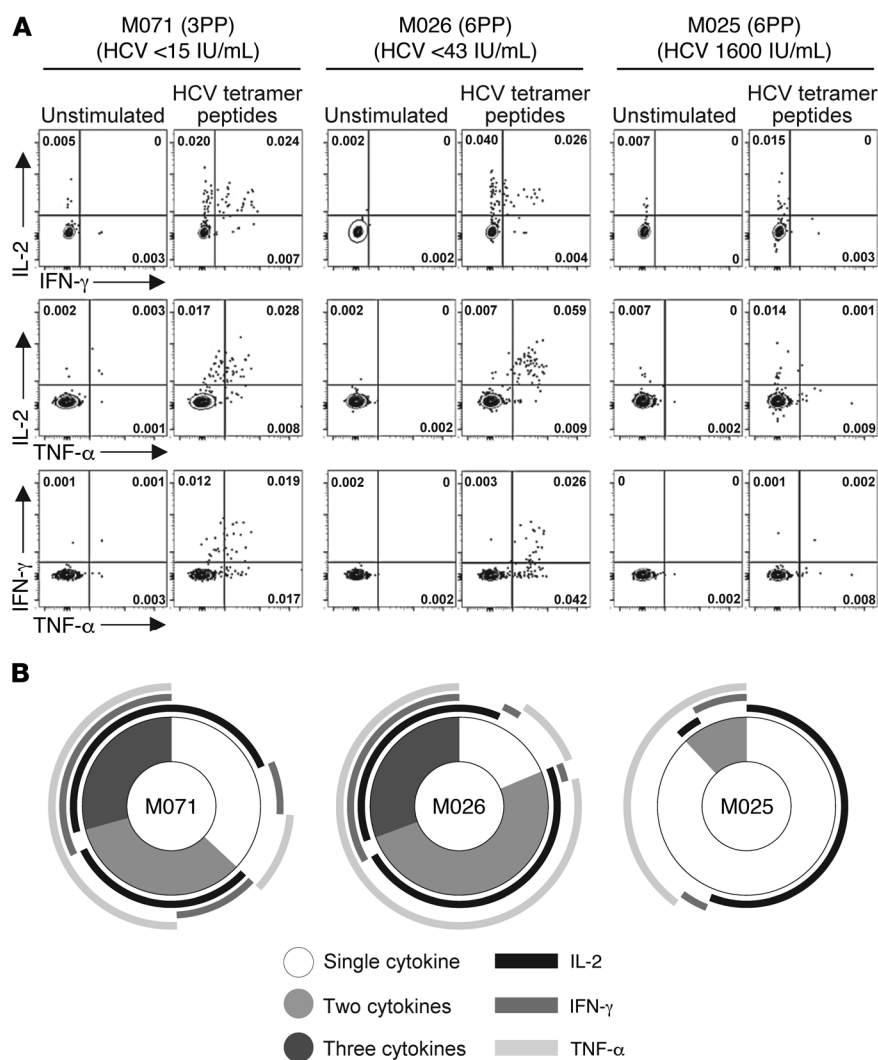 A
M071 (3PP)
(HCV <15 IU/mL)
M026 (6PP)
(HCV <43 IU/mL)
M025 (6PP)
(HCV 1600 IU/mL)
Unstimulated
HCV tetramer
peptides
Unstimulated
HCV tetramer
peptides
Unstimulated
HCV tetramer
peptides
0.005 0 0.020 0.024 0.002 0 0.040 0.026 0.007 0 0.015 0
IL-2
0.003 0.007 0.002 0.004 0 0.003
IFN-γ
0.002 0.003 0.017 0.028 0.002 0 0.007 0.059 0.007 0 0.014 0.001
IL-2
0.001 0.008 0.002 0.009 0.002 0.009
TNF-α
0.001 0.001 0.012 0.019 0.002 0 0.003 0.026 0 0 0.001 0.002
IFN-γ
0.003 0.017 0.002 0.042 0.002 0.008
TNF-α
B
M071
M026
M025
Single cytokine
IL-2
Two cytokines
IFN-γ
Three cytokines
TNF-α